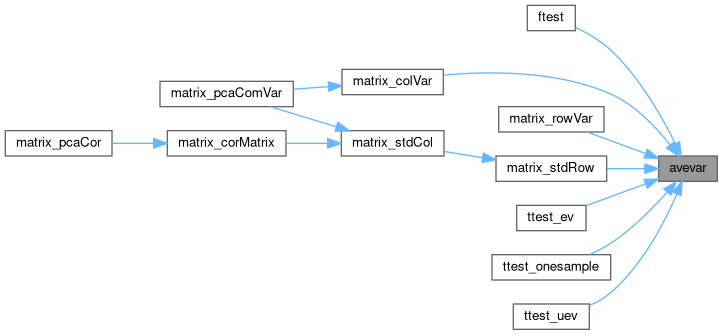 ftest
matrix_colVar
matrix_pcaComVar
matrix_rowVar
matrix_pcaCor
matrix_corMatrix
matrix_stdCol
matrix_stdRow
avevar
ttest_ev
ttest_onesample
ttest_uev